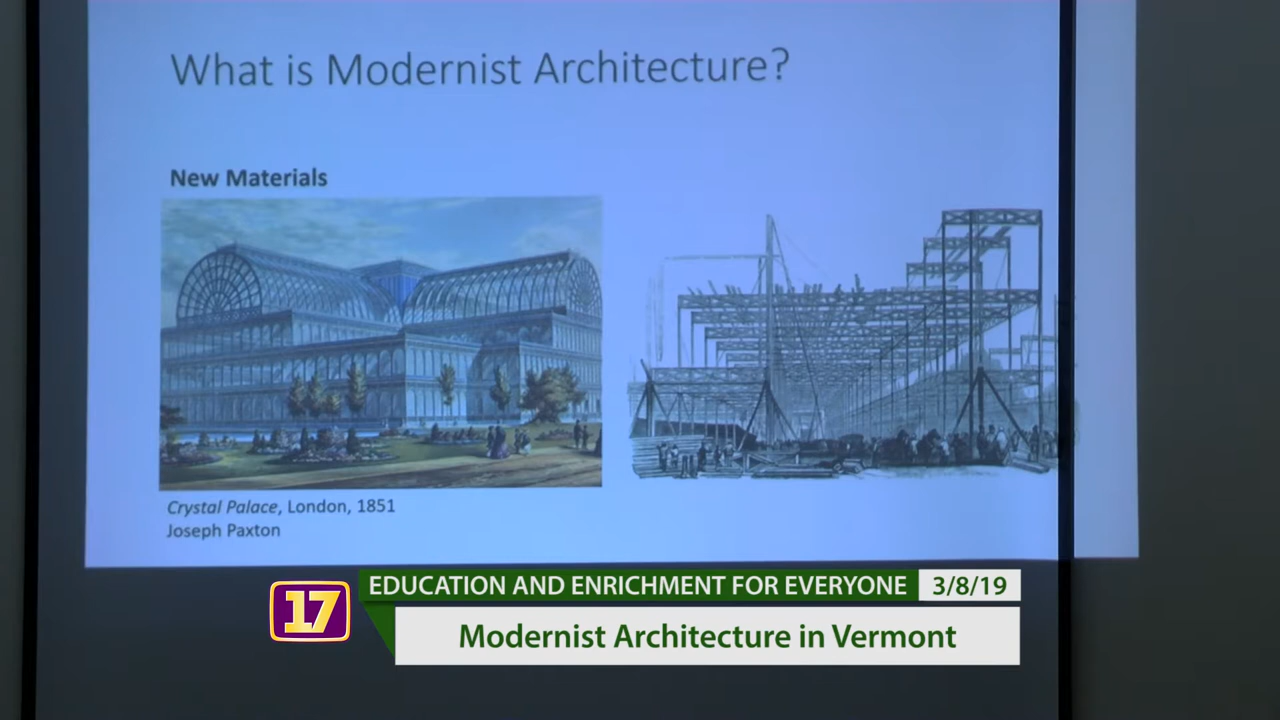 What is Modernist Architecture?
New Materials
Crystal Palace, London, 1851
Joseph Paxton
17
EDUCATION AND ENRICHMENT FOR EVERYONE
3/8/19
Modernist Architecture in Vermont